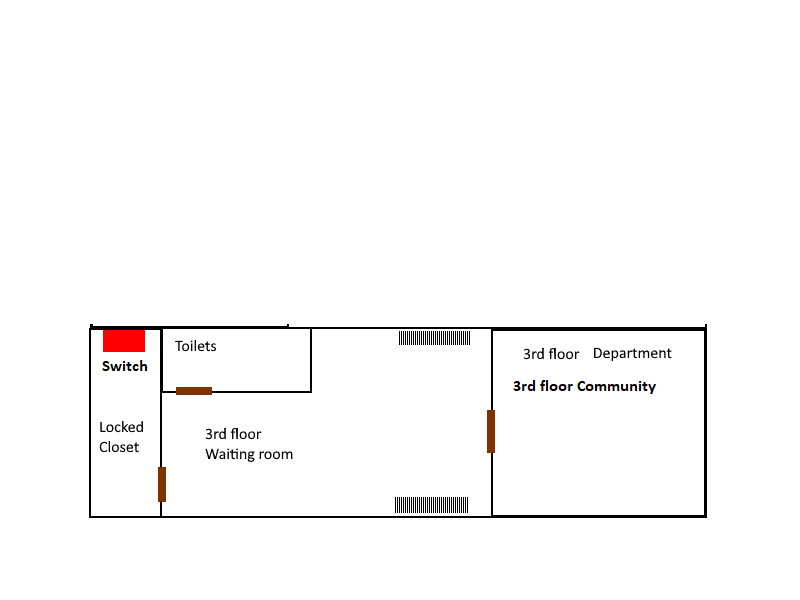 Switch
Locked
Closet
Toilets
3rd floor
Waiting room
3rd floor Department
3rd floor Community